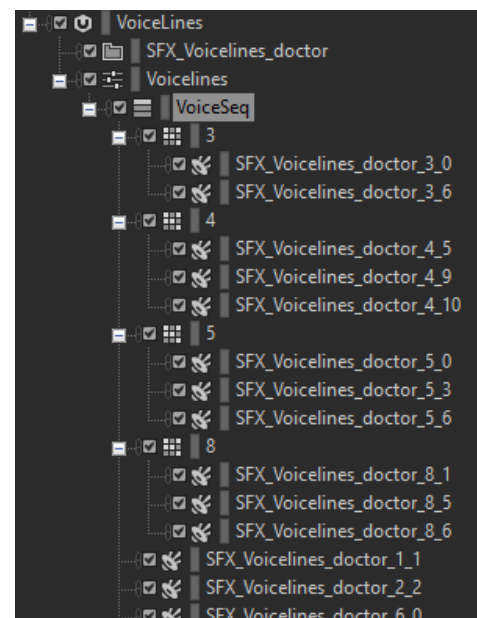 VoiceLines
SFX_Voicelines_doctor
Voicelines
VoiceSeq
3
SFX_Voicelines_doctor_3_0
SFX_Voicelines_doctor_3_6
4
SFX_Voicelines_doctor_4_5
SFX_Voicelines_doctor_4_9
SFX_Voicelines_doctor_4_10
5
SFX_Voicelines_doctor_5_0
SFX_Voicelines_doctor_5_3
SFX_Voicelines_doctor_5_6
8
SFX_Voicelines_doctor_8_1
SFX_Voicelines_doctor_8_5
SFX_Voicelines_doctor_8_6
SFX_Voicelines_doctor_1_1
SFX_Voicelines_doctor_2_2
SFX_Voicelines_doctor_6_0